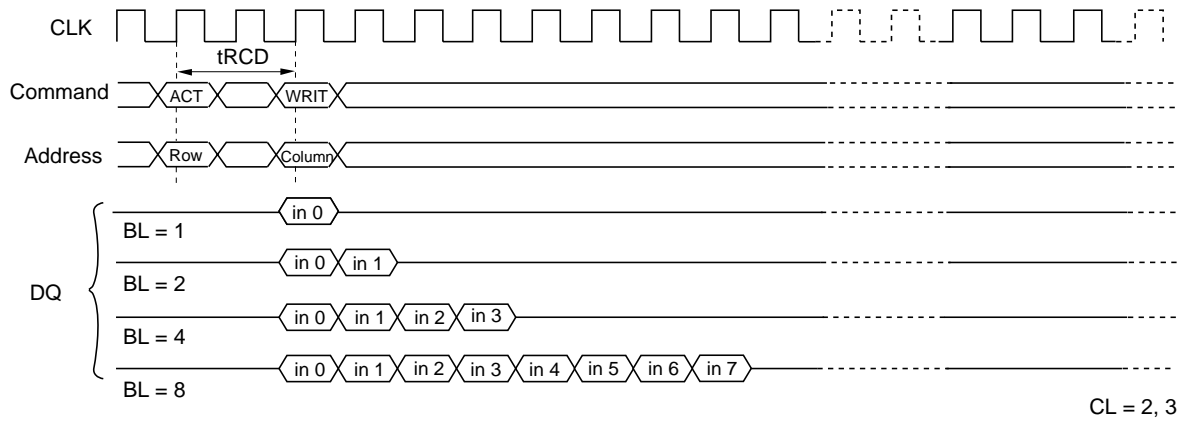 CLK
tRCD
Command ACT WRIT
Address Row Column
in 0
BL = 1
in 0 in 1
BL = 2
DQ
in 0 in 1 in 2 in 3
BL = 4
in 0 in 1 in 2 in 3 in 4 in 5 in 6 in 7
BL = 8
CL = 2, 3